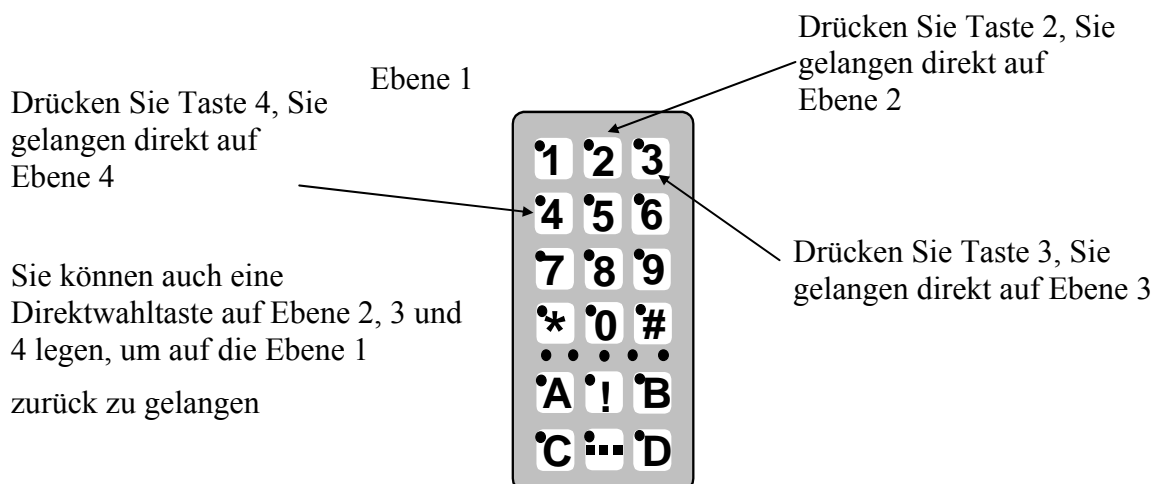 Drücken Sie Taste 2, Sie
gelangen direkt auf
Ebene 2
Ebene 1
Drücken Sie Taste 4, Sie
gelangen direkt auf
Ebene 4
Sie können auch eine
Direktwahltaste auf Ebene 2, 3 und
4 legen, um auf die Ebene 1
zurück zu gelangen
1 2 3
4 5 6
7 8 9
* 0 #
A ! B
C ... D
Drücken Sie Taste 3, Sie
gelangen direkt auf Ebene 3